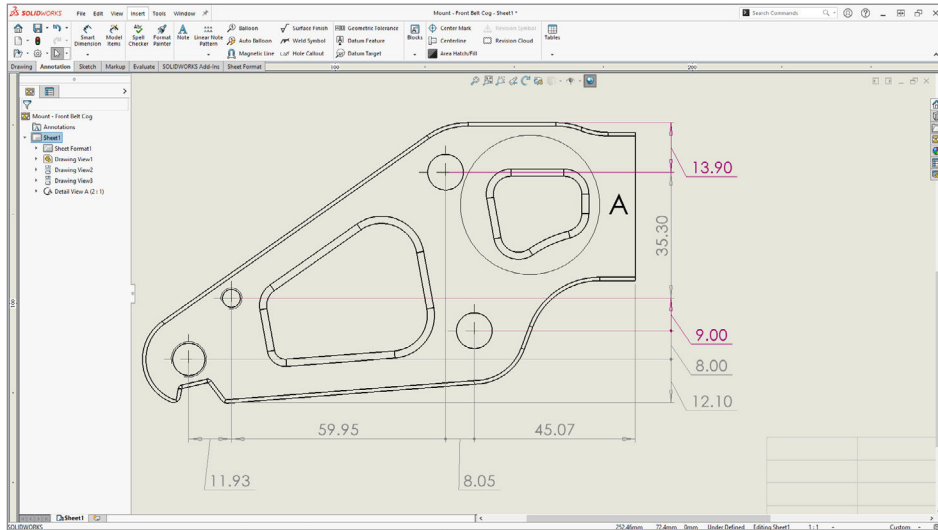 SOLIDWORKS File Edit View Insert Tools Window Mount - Front Belt Cog - Sheet1 * Search Commands
Smart Dimension
Model Items
Spell Checker
Format Painter
Note
Linear Note Pattern
Balloon
Auto Balloon
Magnetic Line
Surface Finish
Weld Symbol
Hole Callout
Geometric Tolerance
Datum Feature
Datum Target
Blocks
Center Mark
Centerline
Area Hatch/Fill
Revision Symbol
Revision Cloud
Tables
Drawing Annotation Sketch Markup Evaluate SOLIDWORKS Add-Ins Sheet Format
100
200
Mount - Front Belt Cog
Annotations
Sheet1
Sheet Format1
Drawing View1
Drawing View2
Drawing View3
Detail View A (2 : 1)
100
13.90
A
35.30
9.00
8.00
12.10
59.95
45.07
11.93
8.05
Sheet1
SOLIDWORKS 252.46mm 72.4mm 0mm Under Defined Editing Sheet1 1 : 1 Custom